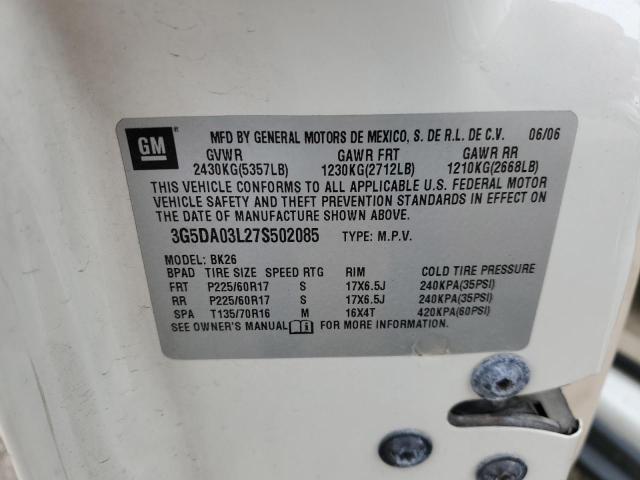 GM ® MFD BY GENERAL MOTORS DE MEXICO, S. DE R.L. DE C.V. 06/06
GVWR GAWR FRT GAWR RR
2430KG(5357LB) 1230KG(2712LB) 1210KG(2668LB)
THIS VEHICLE CONFORMS TO ALL APPLICABLE U.S. FEDERAL MOTOR
VEHICLE SAFETY AND THEFT PREVENTION STANDARDS IN EFFECT ON
THE DATE OF MANUFACTURE SHOWN ABOVE.
3G5DA03L27S502085 TYPE: M.P.V.
MODEL: BK26
BPAD TIRE SIZE SPEED RTG RIM COLD TIRE PRESSURE
FRT P225/60R17 S 17X6.5J 240KPA(35PSI)
RR P225/60R17 S 17X6.5J 240KPA(35PSI)
SPA T135/70R16 M 16X4T 420KPA(60PSI)
SEE OWNER'S MANUAL FOR MORE INFORMATION.